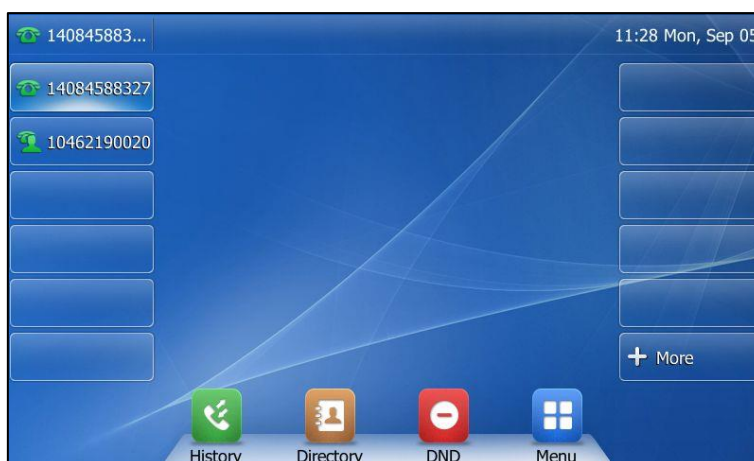 140845883...
11:28 Mon, Sep 05
14084588327
10462190020
More
History
Directory
DND
Menu